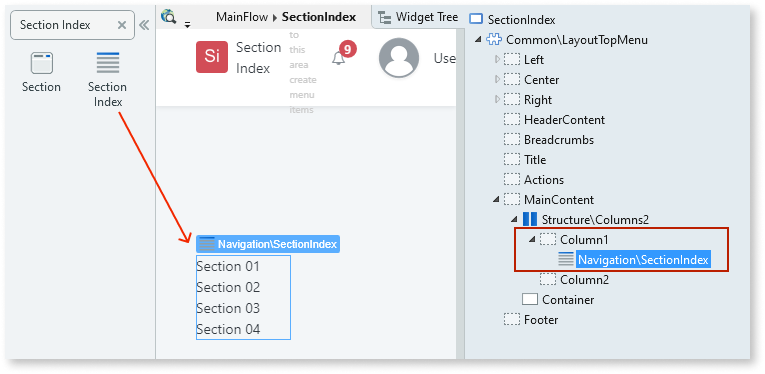 Section Index
Section
Section
Index
MainFlow ▸ SectionIndex
Widget Tree
Si
Section
Index
to
this
area
create
menu
items
9
Use
Navigation\SectionIndex
Section 01
Section 02
Section 03
Section 04
SectionIndex
Common\LayoutTopMenu
Left
Center
Right
HeaderContent
Breadcrumbs
Title
Actions
MainContent
Structure\Columns2
Column1
Navigation\SectionIndex
Column2
Container
Footer